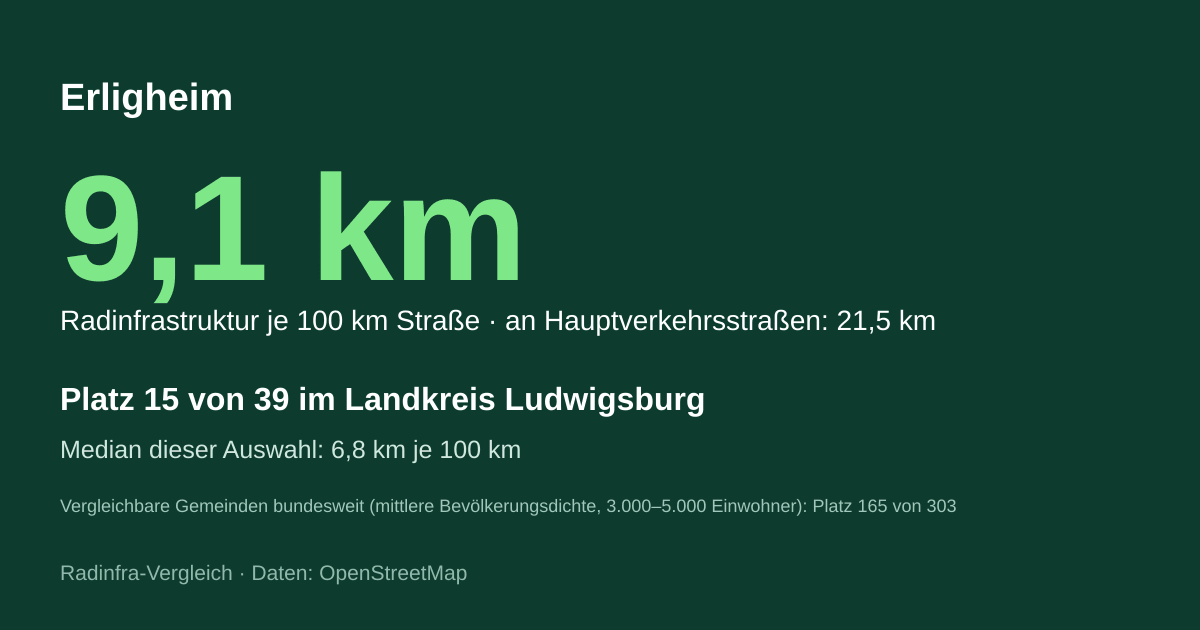 Erligheim
9,1 km
Radinfrastruktur je 100 km Straße · an Hauptverkehrsstraßen: 21,5 km
Platz 15 von 39 im Landkreis Ludwigsburg
Median dieser Auswahl: 6,8 km je 100 km
Vergleichbare Gemeinden bundesweit (mittlere Bevölkerungsdichte, 3.000–5.000 Einwohner): Platz 165 von 303
Radinfra-Vergleich · Daten: OpenStreetMap